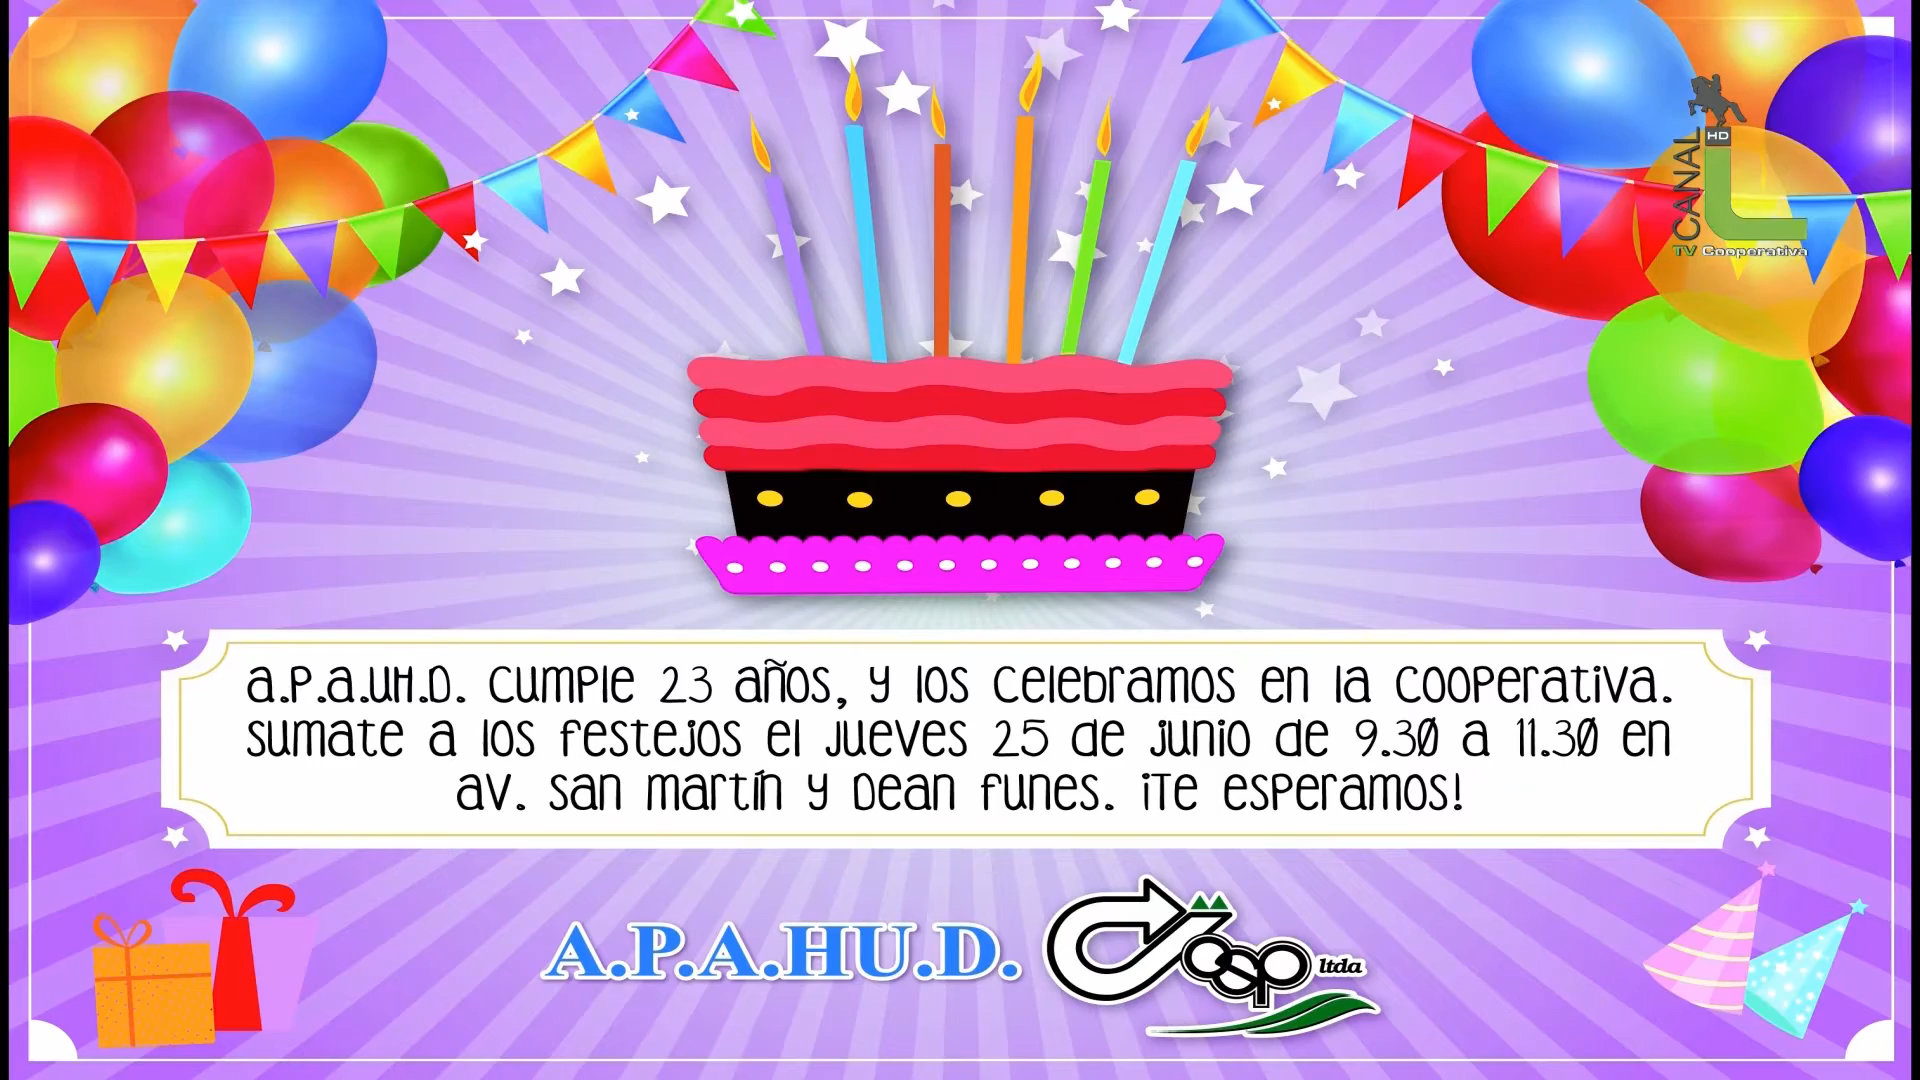 CANAL
HD
L
TV Cooperativa
a.P.a.UH.D. cumple 23 años, y los celebramos en la cooperativa.
sumate a los festejos el jueves 25 de junio de 9.30 a 11.30 en
av. san martín y Dean funes. ¡Te esperamos!
A.P.A.HU.D.
Coop
ltda